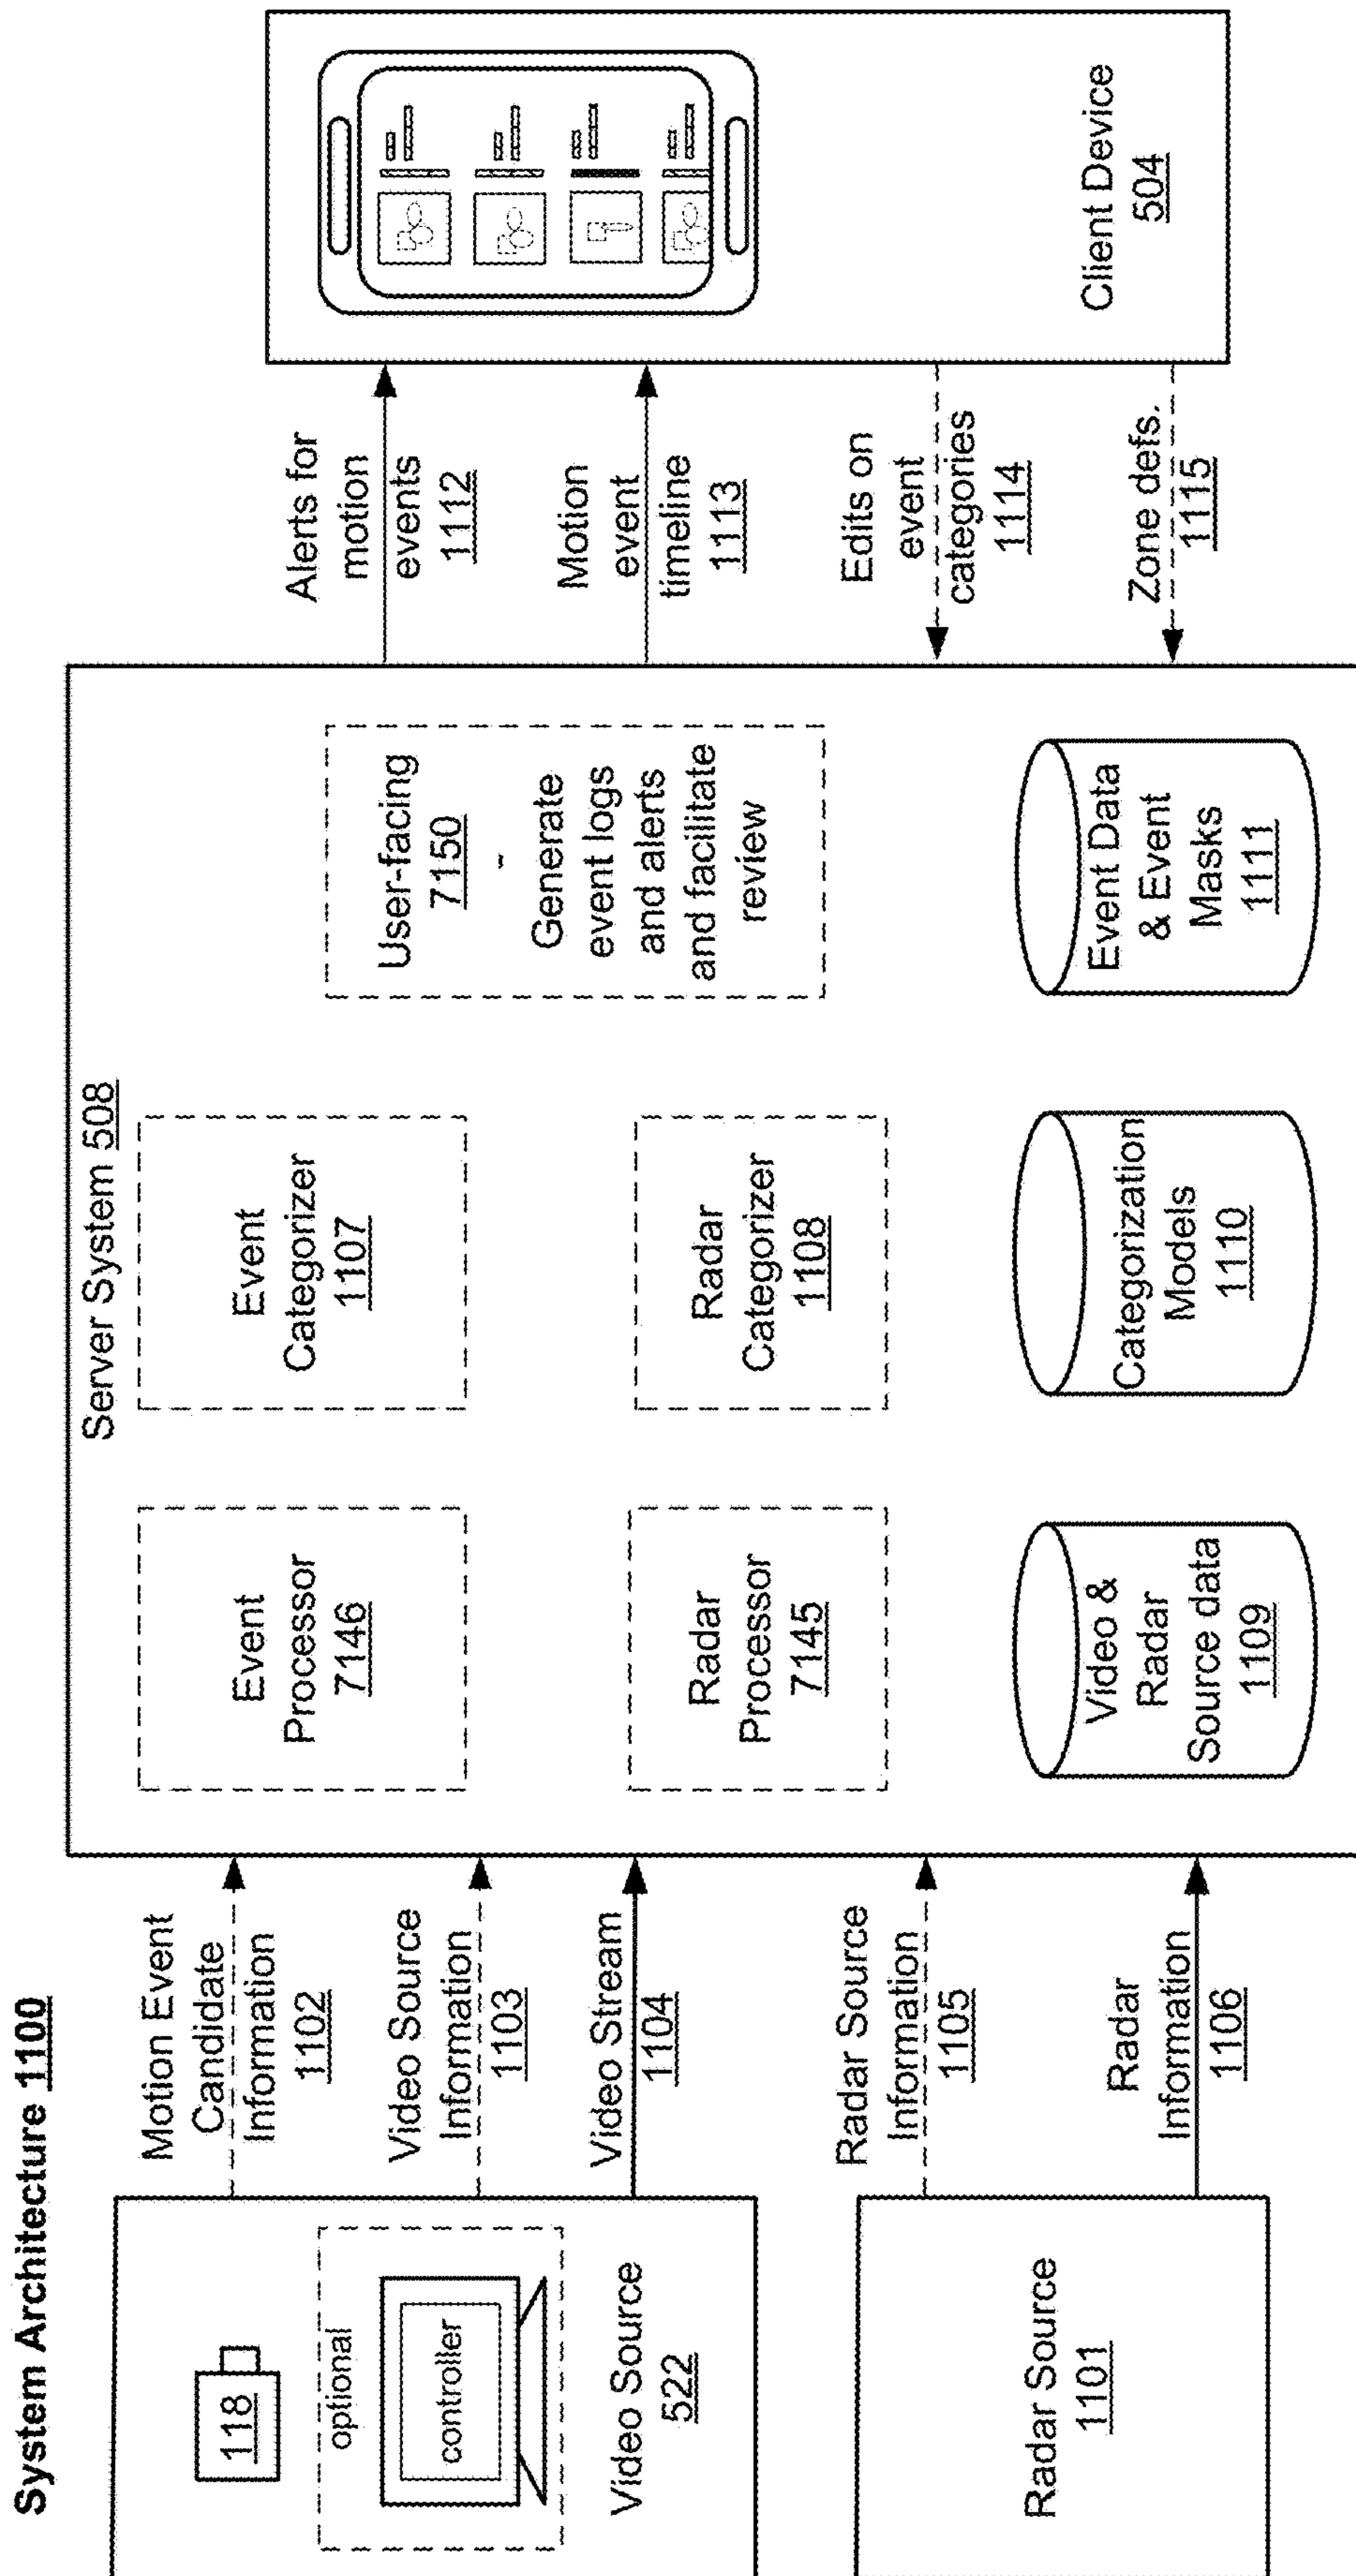 System Architecture 1100
118
optional
controller
Video Source
522
Radar Source
1101
Motion Event
Candidate
Information
1102
Video Source
Information
1103
Video Stream
1104
Radar Source
Information
1105
Radar
Information
1106
Server System 508
Event
Processor
7146
Radar
Processor
7145
Video &
Radar
Source data
1109
Event
Categorizer
1107
Radar
Categorizer
1108
Categorization
Models
1110
User-facing
7150
-
Generate
event logs
and alerts
and facilitate
review
Event Data
& Event
Masks
1111
Alerts for
motion
events
1112
Motion
event
timeline
1113
Edits on
event
categories
1114
Zone defs.
1115
Client Device
504